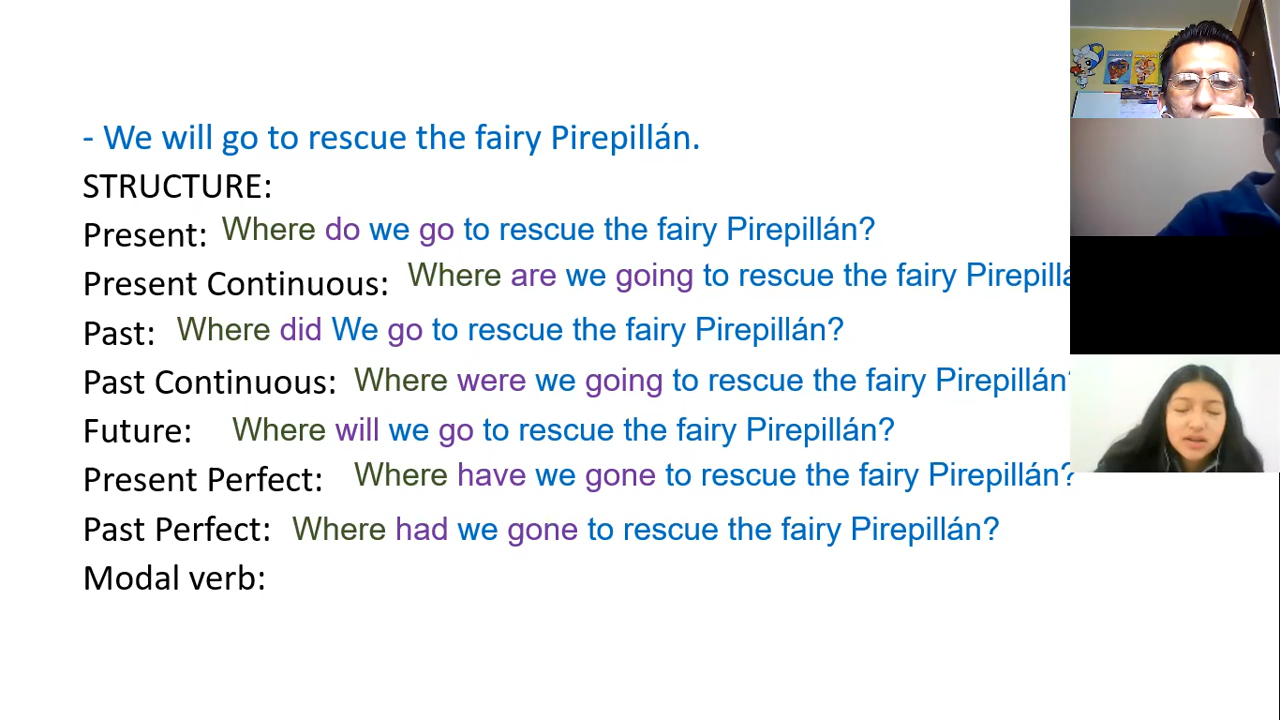 - We will go to rescue the fairy Pirepillán.
STRUCTURE:
Present: Where do we go to rescue the fairy Pirepillán?
Present Continuous: Where are we going to rescue the fairy
Past: Where did We go to rescue the fairy Pirepillán?
Past Continuous: Where were we going to rescue the fairy Pirepillán?
Future: Where will we go to rescue the fairy Pirepillán?
Present Perfect: Where have we gone to rescue the fairy Pirepillán?
Past Perfect: Where had we gone to rescue the fairy Pirepillán?
Modal verb: